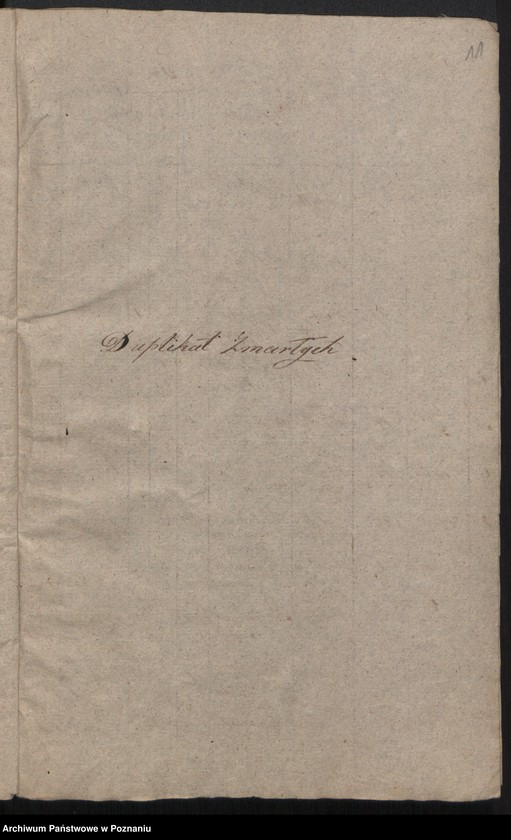 11
Duplikat Zmarłych
Archiwum Państwowe w Poznaniu